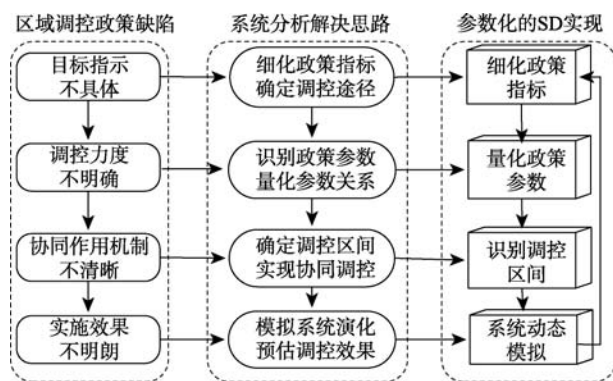 区域调控政策缺陷
系统分析解决思路
参数化的SD实现
目标指示
不具体
细化政策指标
确定调控途径
细化政策
指标
调控力度
不明确
识别政策参数
量化参数关系
量化政策
参数
协同作用机制
不清晰
确定调控区间
实现协同调控
识别调控
区间
实施效果
不明朗
模拟系统演化
预估调控效果
系统动态
模拟